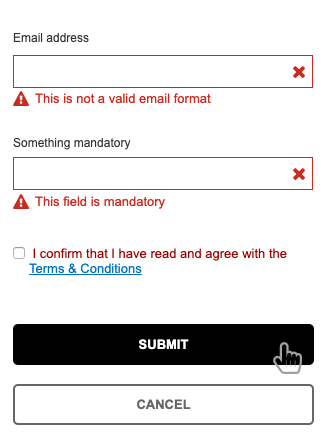 Email address
This is not a valid email format
Something mandatory
This field is mandatory
I confirm that I have read and agree with the
Terms & Conditions
SUBMIT
CANCEL